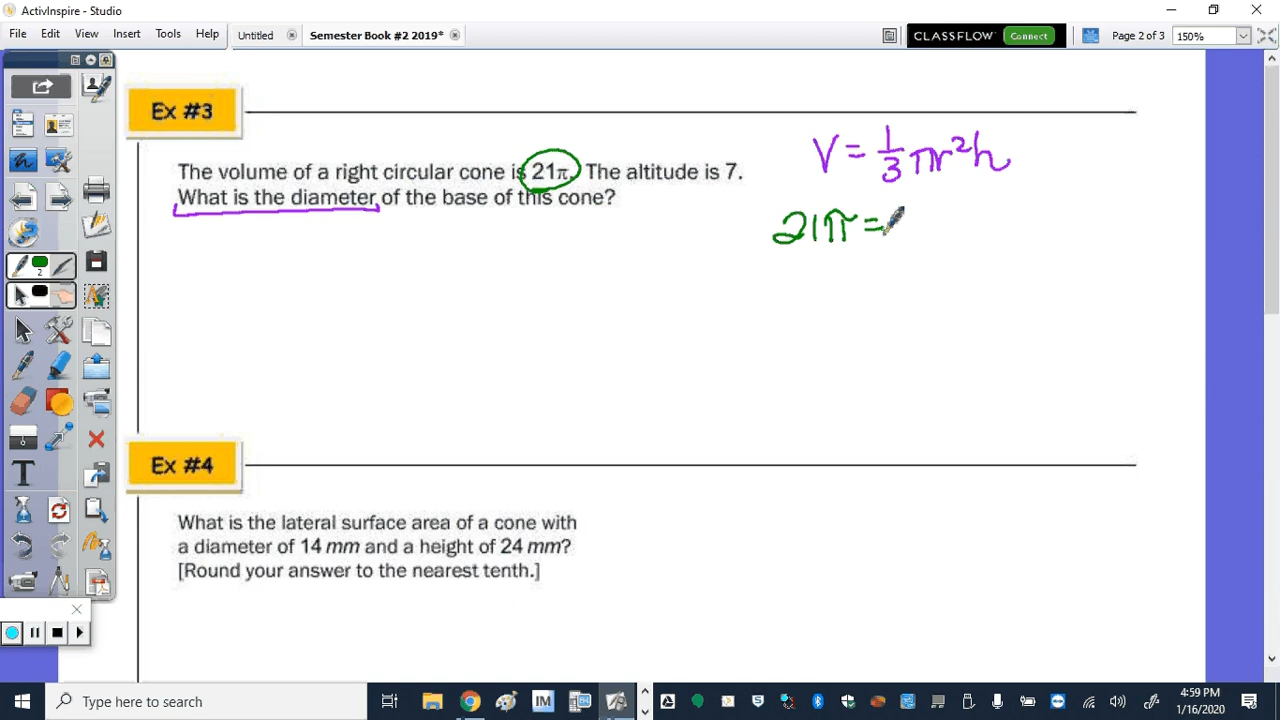 ActivInspire - Studio
File Edit View Insert Tools Help Untitled Semester Book #2 2019* CLASSFLOW Connect Page 2 of 3 150%
Ex #3
The volume of a right circular cone is 21π. The altitude is 7.
What is the diameter of the base of this cone?
V = 1/3 πr²h
21π =
2
T
Ex #4
What is the lateral surface area of a cone with
a diameter of 14 mm and a height of 24 mm?
[Round your answer to the nearest tenth.]
Type here to search
IM
4:59 PM
1/16/2020